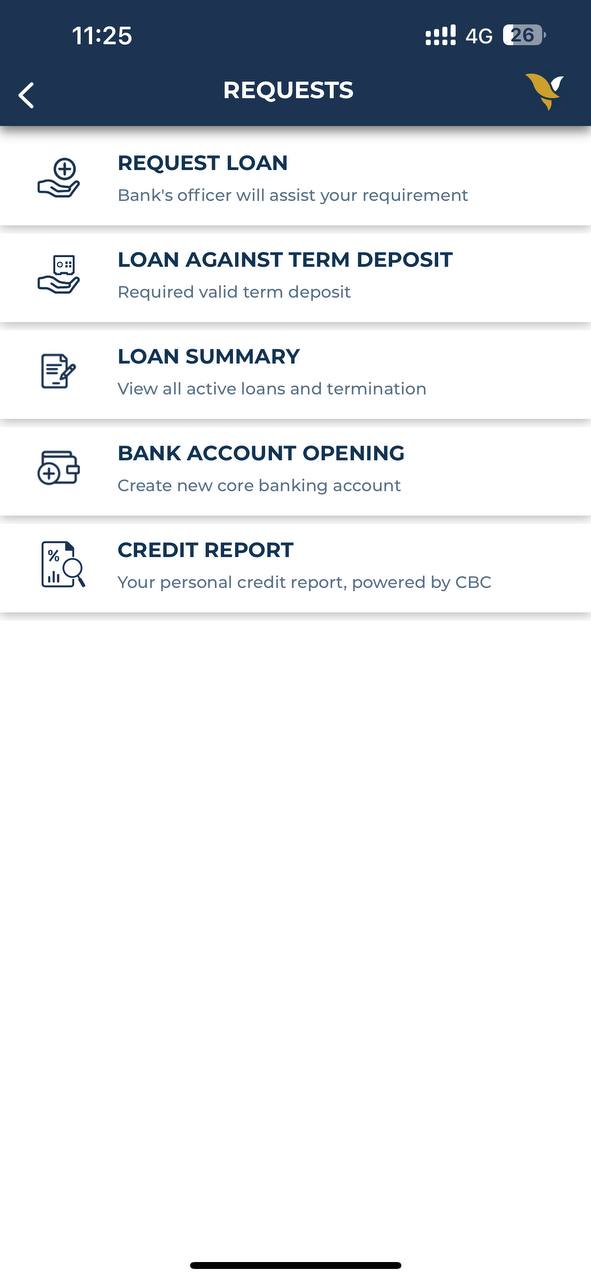 11:25
4G
26
REQUESTS
REQUEST LOAN
Bank's officer will assist your requirement
LOAN AGAINST TERM DEPOSIT
Required valid term deposit
LOAN SUMMARY
View all active loans and termination
BANK ACCOUNT OPENING
Create new core banking account
%
CREDIT REPORT
Your personal credit report, powered by CBC